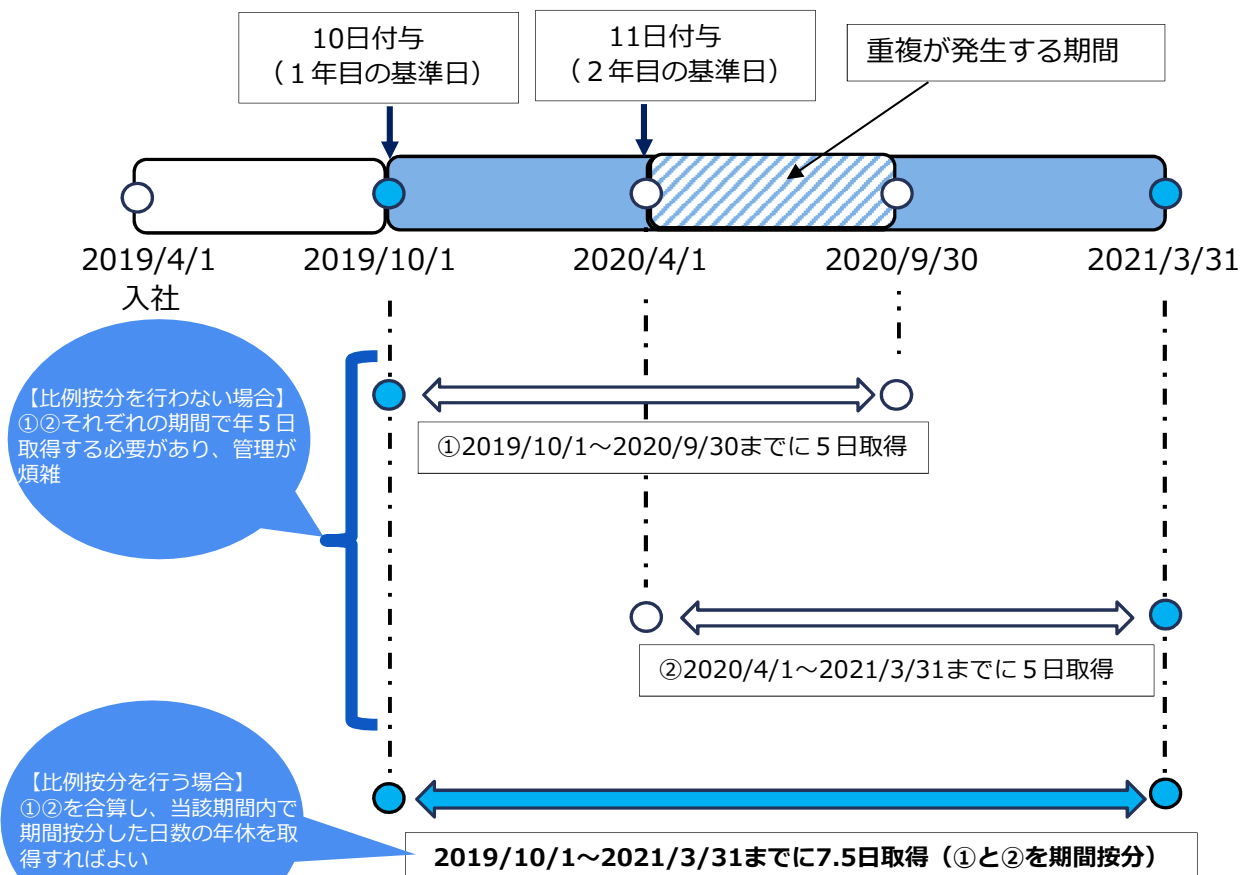 10日付与
（１年目の基準日）
11日付与
（２年目の基準日）
重複が発生する期間
2019/4/1
入社
2019/10/1
2020/4/1
2020/9/30
2021/3/31
【比例按分を行わない場合】
①②それぞれの期間で年５日
取得する必要があり、管理が
煩雑
①2019/10/1～2020/9/30までに５日取得
②2020/4/1～2021/3/31までに５日取得
【比例按分を行う場合】
①②を合算し、当該期間内で
期間按分した日数の年休を取
得すればよい
2019/10/1～2021/3/31までに7.5日取得（①と②を期間按分）